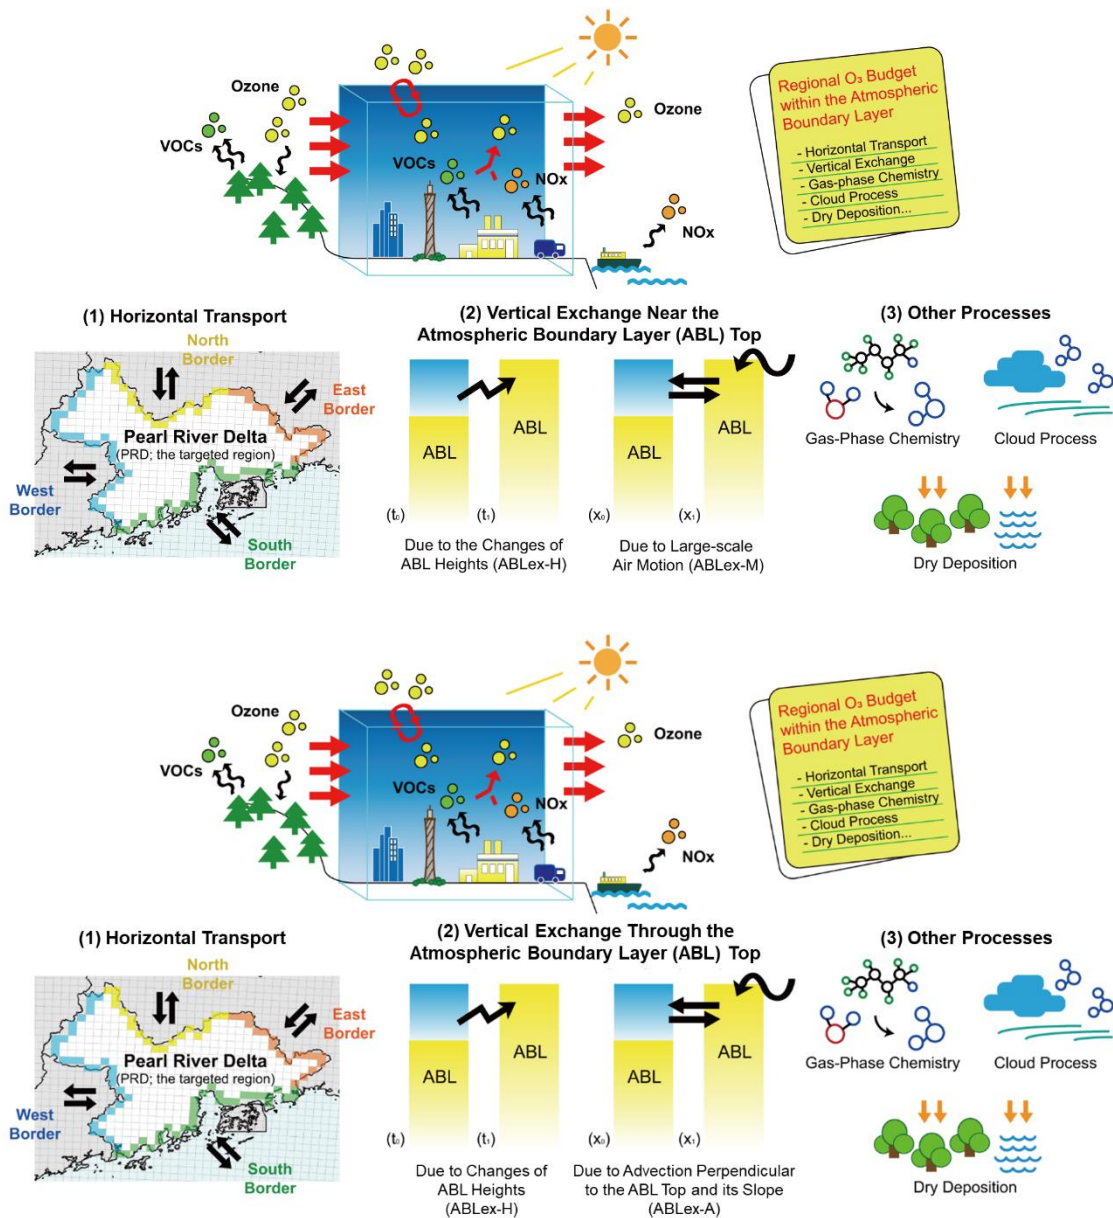 Ozone
VOCs
VOCs
NOx
Ozone
NOx
Regional O₃ Budget
within the Atmospheric
Boundary Layer
- Horizontal Transport
- Vertical Exchange
- Gas-phase Chemistry
- Cloud Process
- Dry Deposition...
(1) Horizontal Transport
North
Border
East
Border
Pearl River Delta
(PRD; the targeted region)
West
Border
South
Border
(2) Vertical Exchange Near the
Atmospheric Boundary Layer (ABL) Top
ABL
ABL
ABL
ABL
(t₀)
(t₁)
(x₀)
(x₁)
Due to the Changes of
ABL Heights (ABLex-H)
Due to Large-scale
Air Motion (ABLex-M)
(3) Other Processes
Gas-Phase Chemistry
Cloud Process
Dry Deposition
Ozone
VOCs
VOCs
NOx
Ozone
NOx
Regional O₃ Budget
within the Atmospheric
Boundary Layer
- Horizontal Transport
- Vertical Exchange
- Gas-phase Chemistry
- Cloud Process
- Dry Deposition...
(1) Horizontal Transport
North
Border
East
Border
Pearl River Delta
(PRD; the targeted region)
West
Border
South
Border
(2) Vertical Exchange Through the
Atmospheric Boundary Layer (ABL) Top
ABL
ABL
ABL
ABL
(t₀)
(t₁)
(x₀)
(x₁)
Due to Changes of
ABL Heights
(ABLex-H)
Due to Advection Perpendicular
to the ABL Top and its Slope
(ABLex-A)
(3) Other Processes
Gas-Phase Chemistry
Cloud Process
Dry Deposition